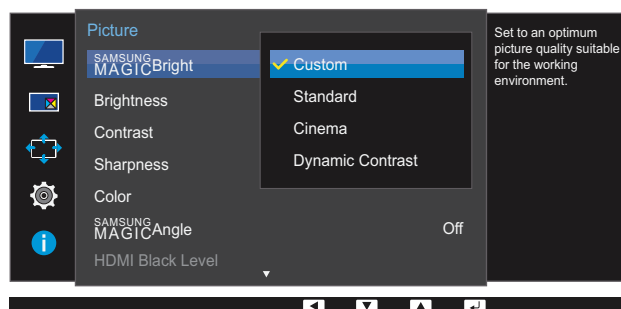 Picture
SAMSUNG
MAGICBright
Brightness
Contrast
Sharpness
Color
SAMSUNG
MAGICAngle
Off
HDMI Black Level
Custom
Standard
Cinema
Dynamic Contrast
Set to an optimum
picture quality suitable
for the working
environment.